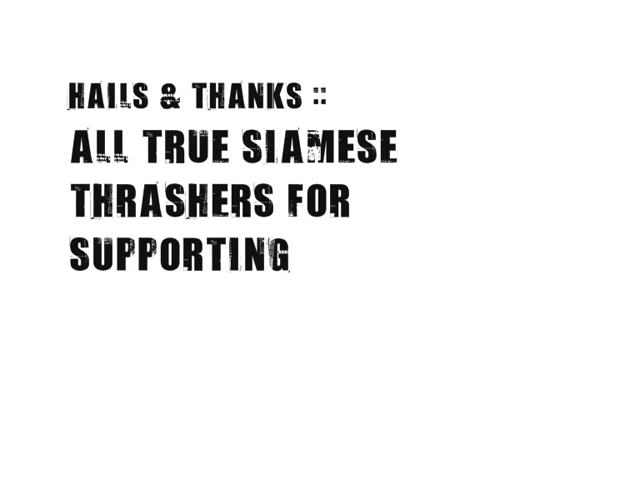 HAILS & THANKS ::
ALL TRUE SIAMESE
THRASHERS FOR
SUPPORTING